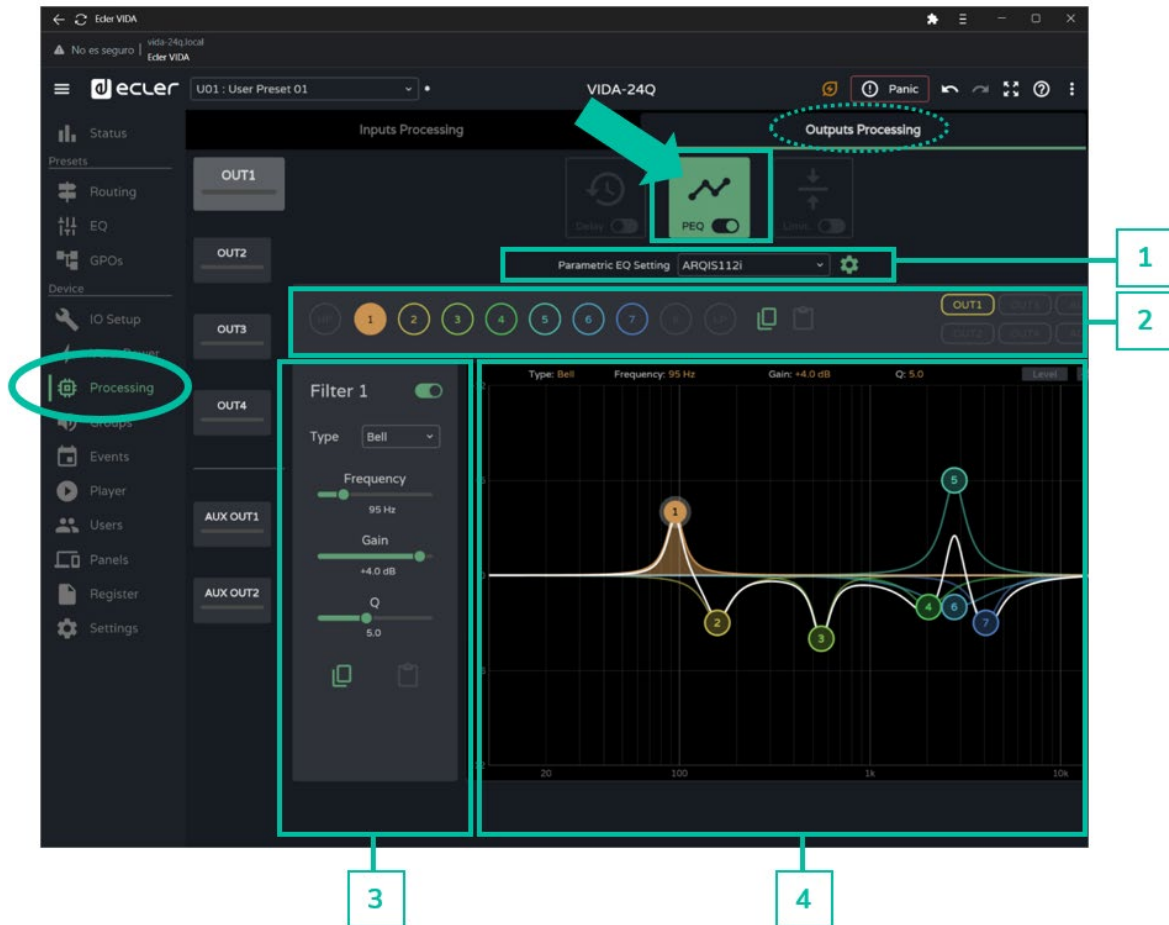 Ecler VIDA
No es seguro
vida-24q.local
Ecler VIDA
ecler
U01 : User Preset 01
VIDA-24Q
Panic
Status
Presets
Routing
EQ
GPOs
Device
IO Setup
Power
Processing
Groups
Events
Player
Users
Panels
Register
Settings
Inputs Processing
Outputs Processing
OUT1
OUT2
OUT3
OUT4
AUX OUT1
AUX OUT2
Delay
PEQ
Parametric EQ Setting
ARQIS112i
1
HP
1
2
3
4
5
6
7
8
LP
OUT1
OUT3
OUT2
OUT4
2
Filter 1
Type
Bell
Frequency
95 Hz
Gain
+4.0 dB
Q
5.0
Type: Bell
Frequency: 95 Hz
Gain: +4.0 dB
Q: 5.0
Level
1
2
3
4
5
6
7
20
100
1k
10k
3
4